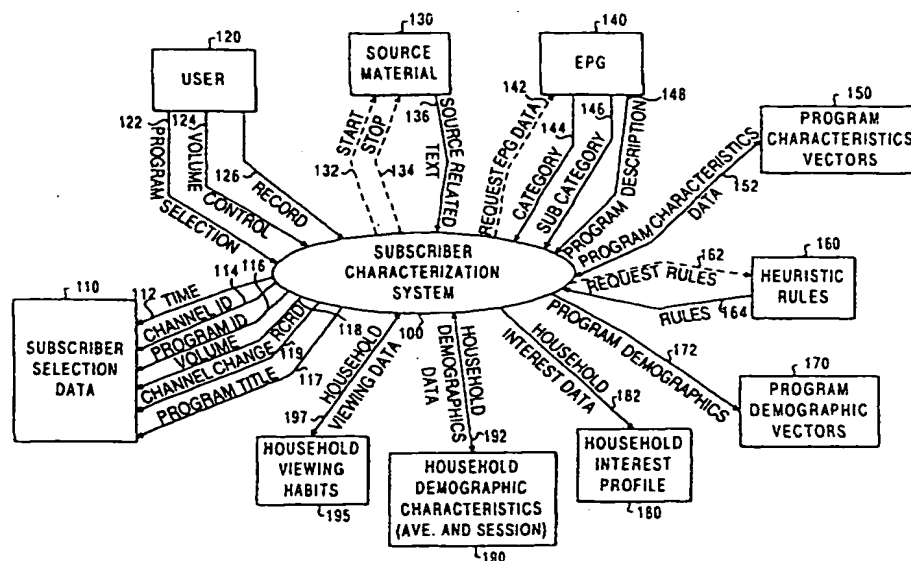 120
USER
122
PROGRAM SELECTION
124
VOLUME CONTROL
126
RECORD
130
SOURCE
MATERIAL
START
132
STOP
134
136
SOURCE RELATED
TEXT
140
EPG
142
REQUEST EPG DATA
144
CATEGORY
146
SUB CATEGORY
148
PROGRAM DESCRIPTION
150
PROGRAM
CHARACTERISTICS
VECTORS
PROGRAM CHARACTERISTICS
DATA
152
SUBSCRIBER
CHARACTERIZATION
SYSTEM
100
162
REQUEST RULES
160
HEURISTIC
RULES
RULES
164
110
SUBSCRIBER
SELECTION
DATA
112
TIME
114
CHANNEL ID
116
PROGRAM ID
VOLUME
118
CHANNEL CHANGE
RCRD
119
PROGRAM TITLE
117
HOUSEHOLD
VIEWING DATA
197
HOUSEHOLD
VIEWING
HABITS
195
HOUSEHOLD
DEMOGRAPHICS
DATA
192
HOUSEHOLD
DEMOGRAPHIC
CHARACTERISTICS
(AVE. AND SESSION)
190
HOUSEHOLD
INTEREST DATA
182
HOUSEHOLD
INTEREST
PROFILE
180
PROGRAM DEMOGRAPHICS
172
170
PROGRAM
DEMOGRAPHIC
VECTORS